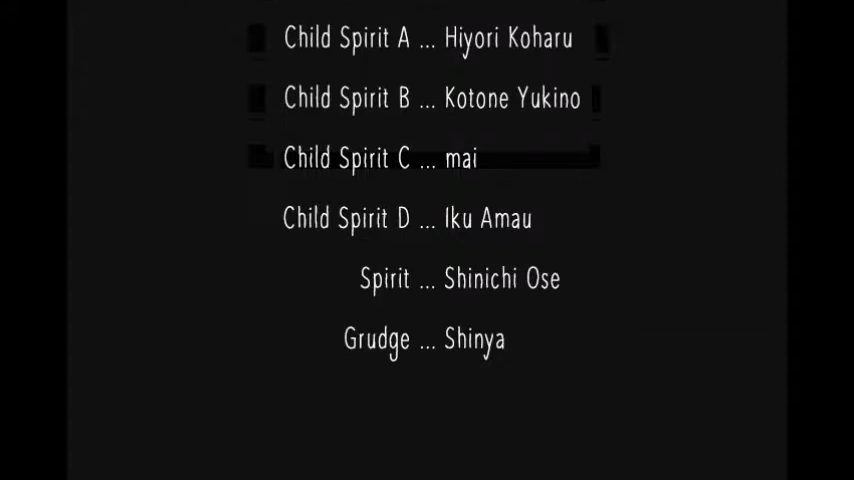 Child Spirit A ... Hiyori Koharu
Child Spirit B ... Kotone Yukino
Child Spirit C ... mai
Child Spirit D ... Iku Amau
Spirit ... Shinichi Ose
Grudge ... Shinya